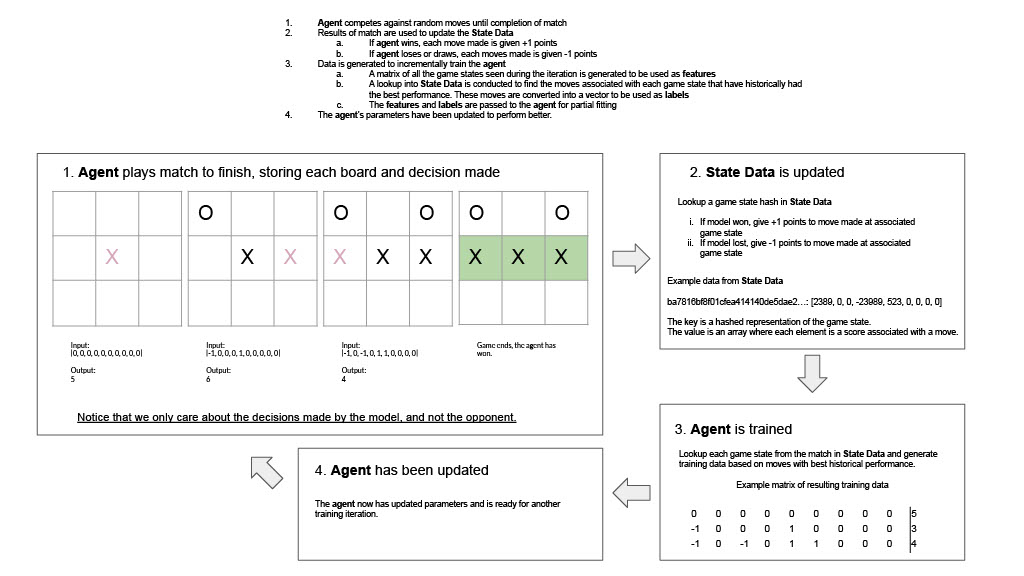 1. Agent competes against random moves until completion of match
2. Results of match are used to update the State Data
a. If agent wins, each move made is given +1 points
b. If agent loses or draws, each moves made is given -1 points
3. Data is generated to incrementally train the agent
a. A matrix of all the game states seen during the iteration is generated to be used as features
b. A lookup into State Data is conducted to find the moves associated with each game state that have historically had
the best performance. These moves are converted into a vector to be used as labels
c. The features and labels are passed to the agent for partial fitting
4. The agent's parameters have been updated to perform better.
1. Agent plays match to finish, storing each board and decision made
O O O O O
X X X X X X X X X
Input: Input: Input: Game ends, the agent has
|0, 0, 0, 0, 0, 0, 0, 0, 0, 0| |-1, 0, 0, 0, 1, 0, 0, 0, 0, 0| |-1, 0, -1, 0, 1, 1, 0, 0, 0, 0| won.
Output: Output: Output:
5 6 4
Notice that we only care about the decisions made by the model, and not the opponent.
2. State Data is updated
Lookup a game state hash in State Data
i. If model won, give +1 points to move made at associated
game state
ii. If model lost, give -1 points to move made at associated
game state
Example data from State Data
ba7816bf8f01cfea414140de5dae2...: [2389, 0, 0, -23989, 523, 0, 0, 0, 0]
The key is a hashed representation of the game state.
The value is an array where each element is a score associated with a move.
3. Agent is trained
Lookup each game state from the match in State Data and generate
training data based on moves with best historical performance.
Example matrix of resulting training data
0 0 0 0 0 0 0 0 0 |5
-1 0 0 0 1 0 0 0 0 |3
-1 0 -1 0 1 1 0 0 0 |4
4. Agent has been updated
The agent now has updated parameters and is ready for another
training iteration.